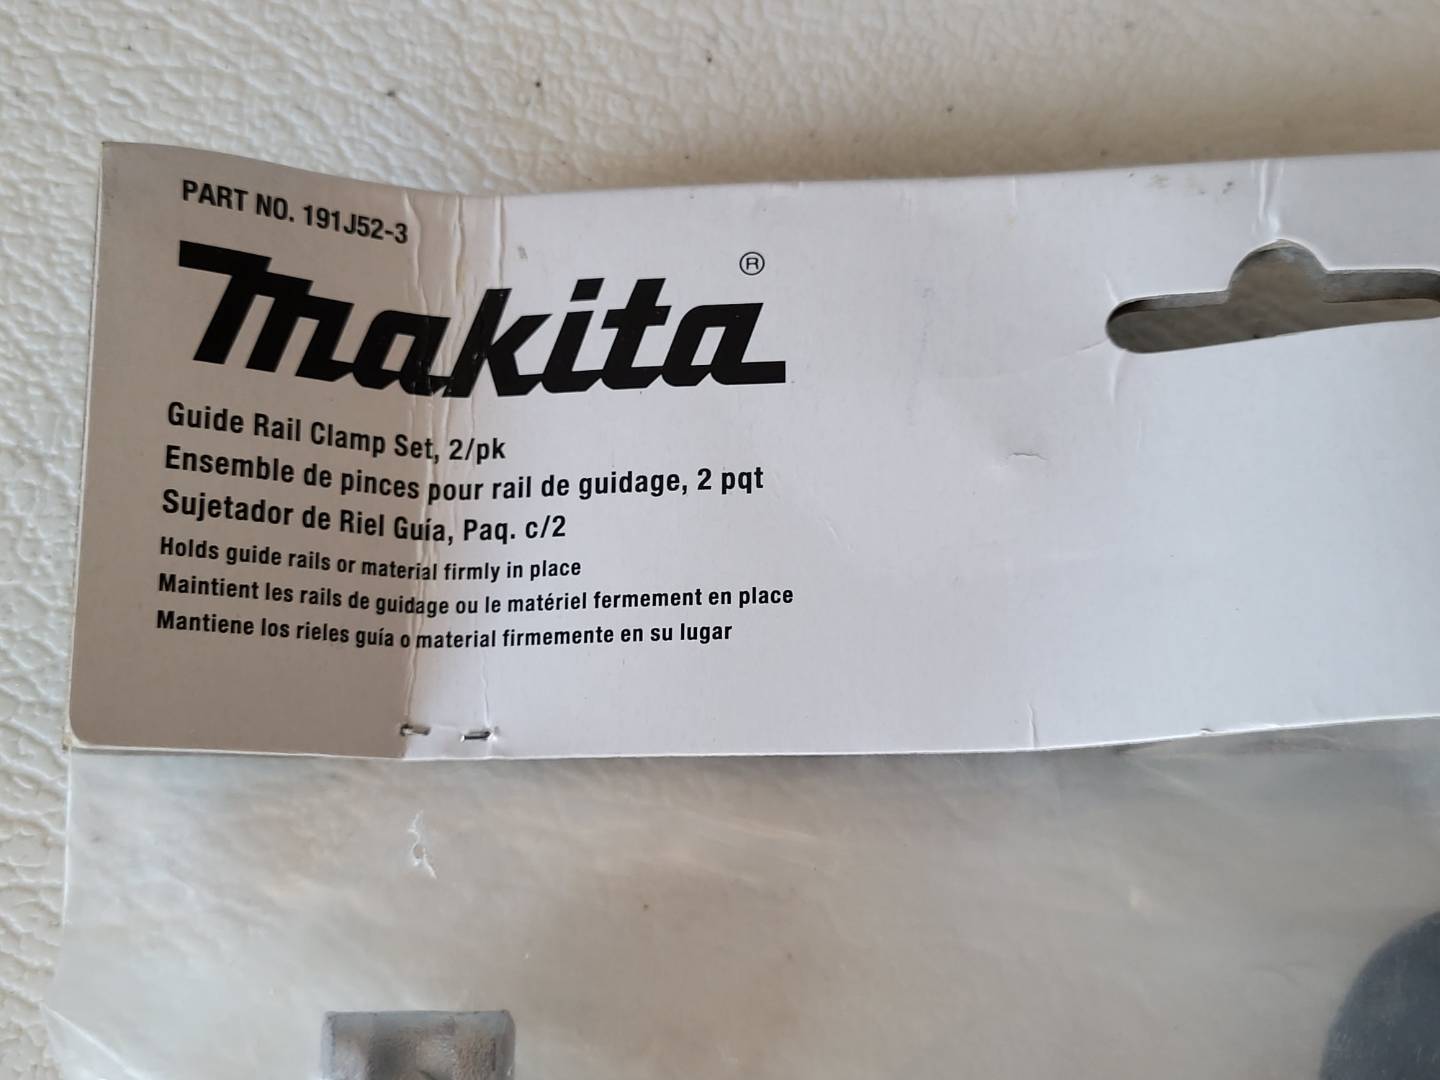 PART NO. 191J52-3
makita®
Guide Rail Clamp Set, 2/pk
Ensemble de pinces pour rail de guidage, 2 pqt
Sujetador de Riel Guía, Paq. c/2
Holds guide rails or material firmly in place
Maintient les rails de guidage ou le matériel fermement en place
Mantiene los rieles guía o material firmemente en su lugar